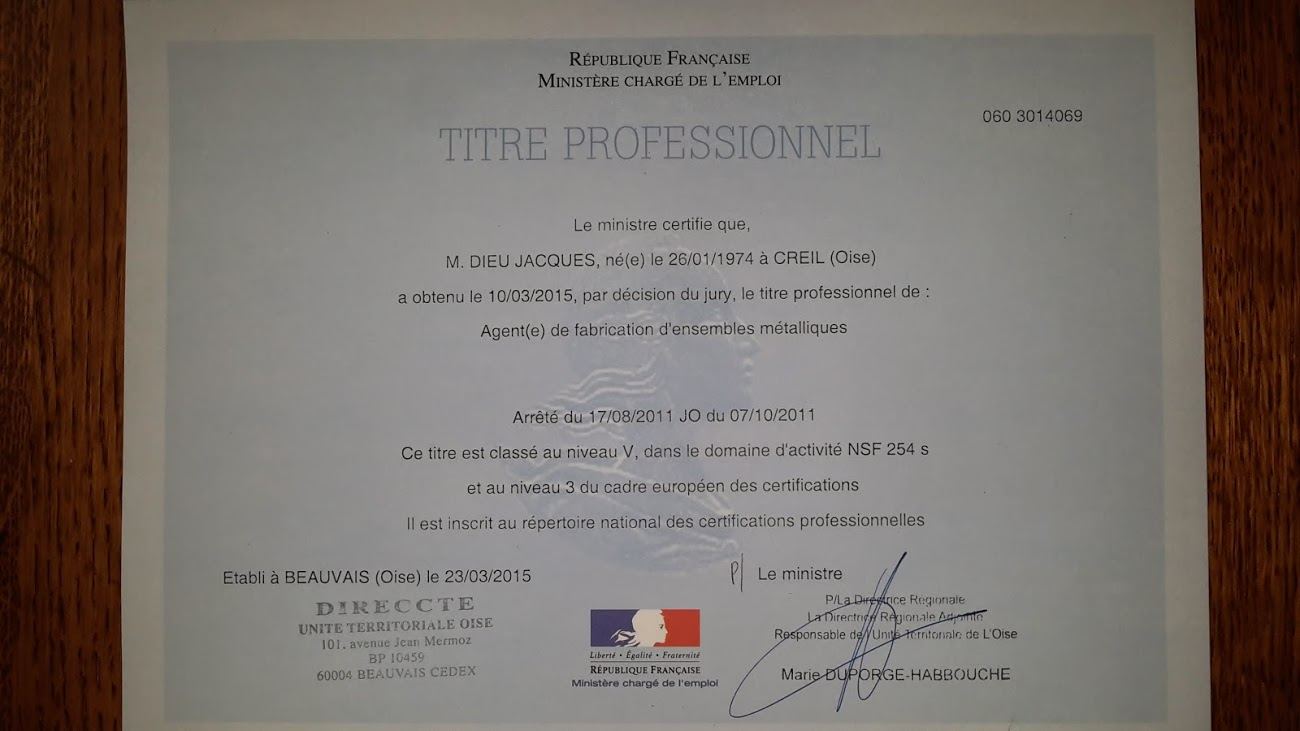 RÉPUBLIQUE FRANÇAISE
MINISTÈRE CHARGÉ DE L'EMPLOI
060 3014069
TITRE PROFESSIONNEL
Le ministre certifie que,
M. DIEU JACQUES, né(e) le 26/01/1974 à CREIL (Oise)
a obtenu le 10/03/2015, par décision du jury, le titre professionnel de :
Agent(e) de fabrication d'ensembles métalliques
Arrêté du 17/08/2011 JO du 07/10/2011
Ce titre est classé au niveau V, dans le domaine d'activité NSF 254 s
et au niveau 3 du cadre européen des certifications
Il est inscrit au répertoire national des certifications professionnelles
Etabli à BEAUVAIS (Oise) le 23/03/2015
DIRECCTE
UNITE TERRITORIALE OISE
101, avenue Jean Mermoz
BP 10459
60004 BEAUVAIS CEDEX
Liberté • Égalité • Fraternité
RÉPUBLIQUE FRANÇAISE
Ministère chargé de l'emploi
P/ Le ministre
P/La Directrice Régionale
La Directrice Régionale Adjointe
Responsable de l'Unité Territoriale de L'Oise
Marie DUPORGE-HABBOUCHE